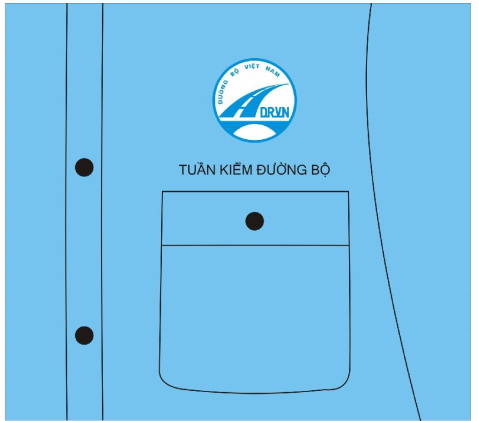 ĐƯỜNG BỘ VIỆT NAM
DRVN
TUẦN KIỂM ĐƯỜNG BỘ